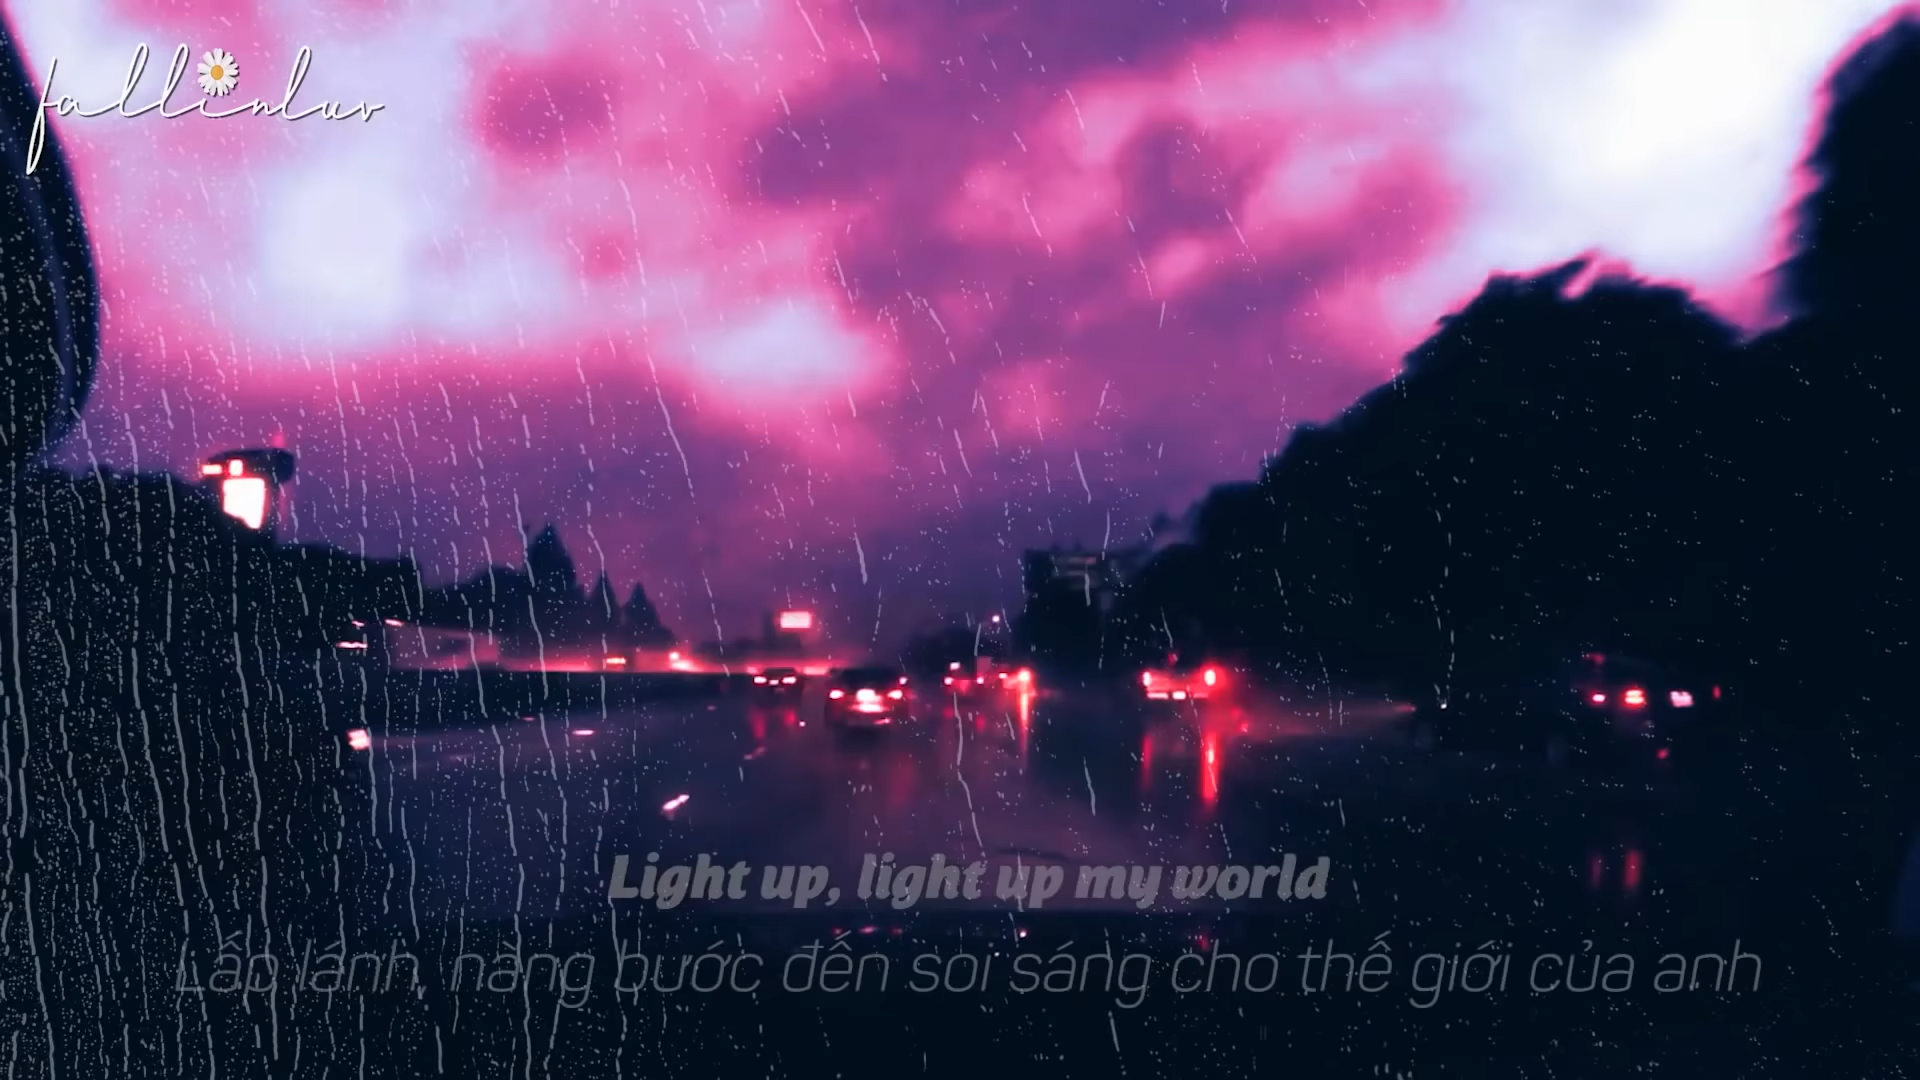 fallinluv
Light up, light up my world
Lấp lánh, nàng bước đến soi sáng cho thế giới của anh